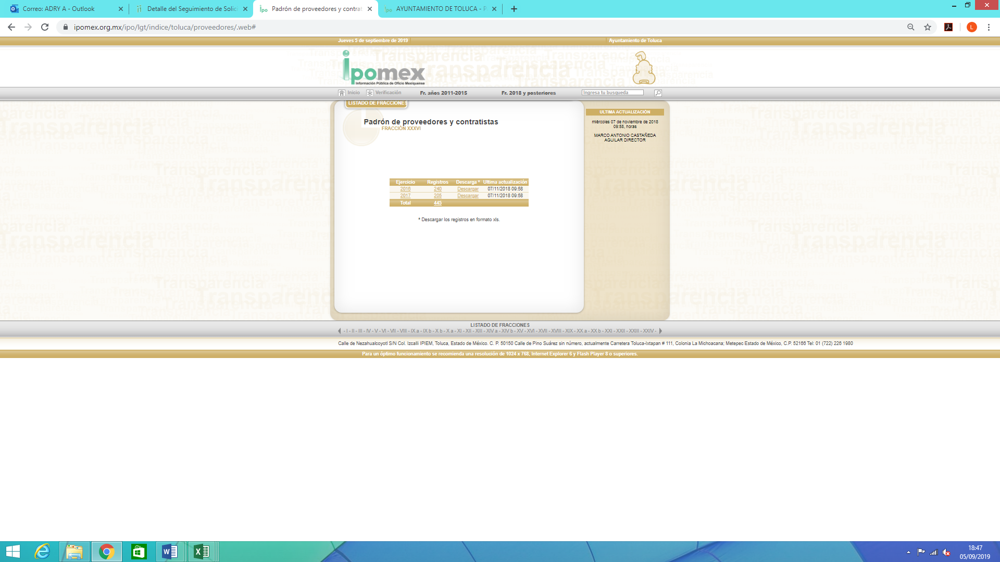 Correo: ADRY A - Outlook
Detalle del Seguimiento de Solici
Padrón de proveedores y contrat
AYUNTAMIENTO DE TOLUCA - P
ipomex.org.mx/ipo/lgt/indice/toluca/proveedores/.web#
L
Jueves 5 de septiembre de 2019
Ayuntamiento de Toluca
ipomex
Información Pública de Oficio Mexiquense
Inicio
Verificación
Fr. años 2011-2015
Fr. 2018 y posteriores
Ingresa tu busqueda
LISTADO DE FRACCIONES
Padrón de proveedores y contratistas
FRACCIÓN XXXVI
ULTIMA ACTUALIZACIÓN
miércoles 07 de noviembre de 2018
09:58, horas
MARCO ANTONIO CASTAÑEDA
AGUILAR DIRECTOR
Ejercicio Registros Descarga * Ultima actualización
2016 240 Descargar 07/11/2018 09:58
2017 205 Descargar 07/11/2018 09:58
Total 445
* Descargar los registros en formato xls.
LISTADO DE FRACCIONES
- I - II - III - IV - V - VI - VII - VIII - IX a - IX b - X b - X a - XI - XII - XIII - XIV a - XIV b - XV - XVI - XVII - XVIII - XIX - XX a - XX b - XXI - XXII - XXIII - XXIV -
Calle de Nezahualcoyotl S/N Col. Izcalli IPIEM, Toluca, Estado de México. C. P. 50150 Calle de Pino Suárez sin número, actualmente Carretera Toluca-Ixtapan # 111, Colonia La Michoacana; Metepec Estado de México, C.P. 52166 Tel: 01 (722) 226 1980
Para un óptimo funcionamiento se recomienda una resolución de 1024 x 768, Internet Explorer 6 y Flash Player 8 o superiores.
18:47
05/09/2019